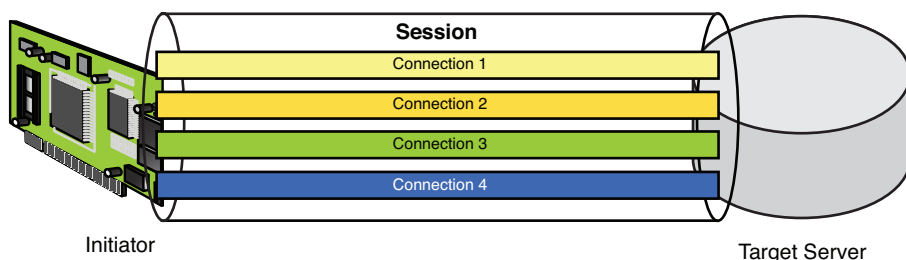 Session
Connection 1
Connection 2
Connection 3
Connection 4
Initiator
Target Server